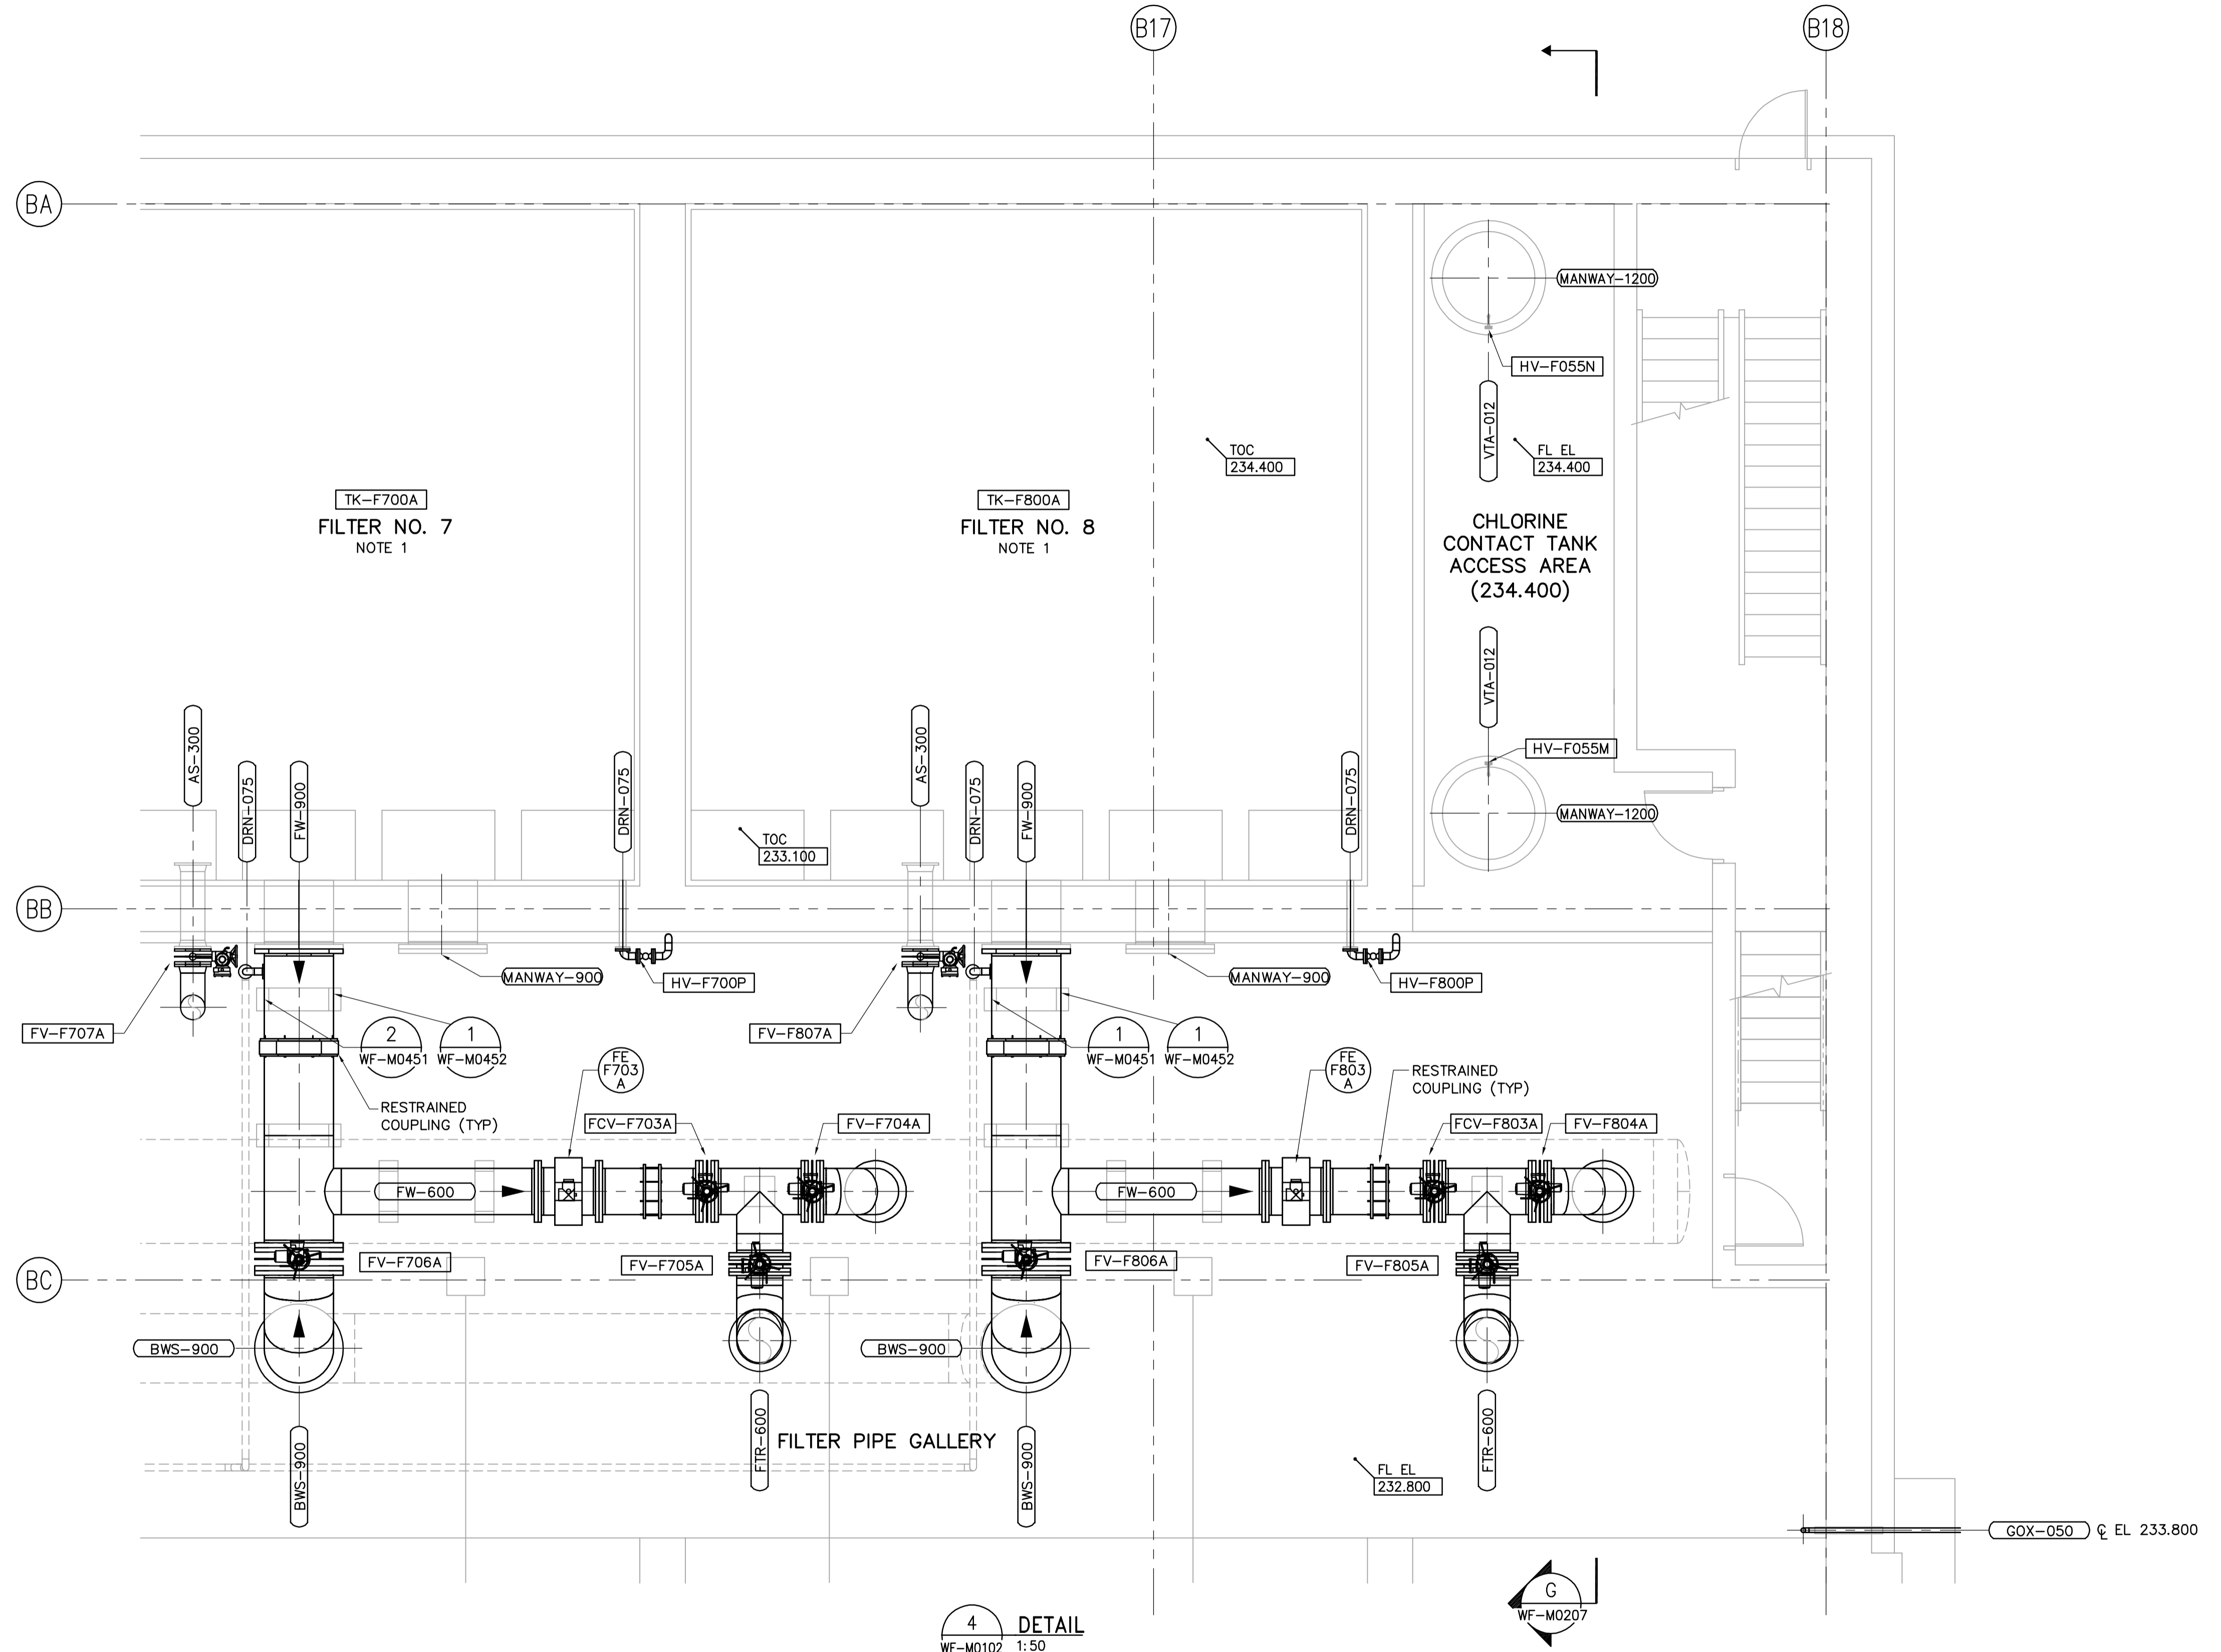 B17
B18
BA
MANWAY-1200
HV-F055N
VTA-012
TOC
234.400
FL EL
234.400
TK-F700A
FILTER NO. 7
NOTE 1
TK-F800A
FILTER NO. 8
NOTE 1
CHLORINE
CONTACT TANK
ACCESS AREA
(234.400)
VTA-012
AS-300
DRN-075
FW-900
DRN-075
AS-300
DRN-075
FW-900
DRN-075
HV-F055M
MANWAY-1200
TOC
233.100
BB
MANWAY-900
HV-F700P
MANWAY-900
HV-F800P
FV-F707A
2
WF-M0451
1
WF-M0452
FV-F807A
1
WF-M0451
1
WF-M0452
FE
F703
A
FE
F803
A
RESTRAINED
COUPLING (TYP)
RESTRAINED
COUPLING (TYP)
FCV-F703A
FV-F704A
FCV-F803A
FV-F804A
FW-600
FW-600
BC
FV-F706A
FV-F705A
FV-F806A
FV-F805A
BWS-900
BWS-900
BWS-900
FTR-600
FILTER PIPE GALLERY
BWS-900
FTR-600
FL EL
232.800
GOX-050
℄ EL 233.800
4
WF-M0102
DETAIL
1:50
G
WF-M0207